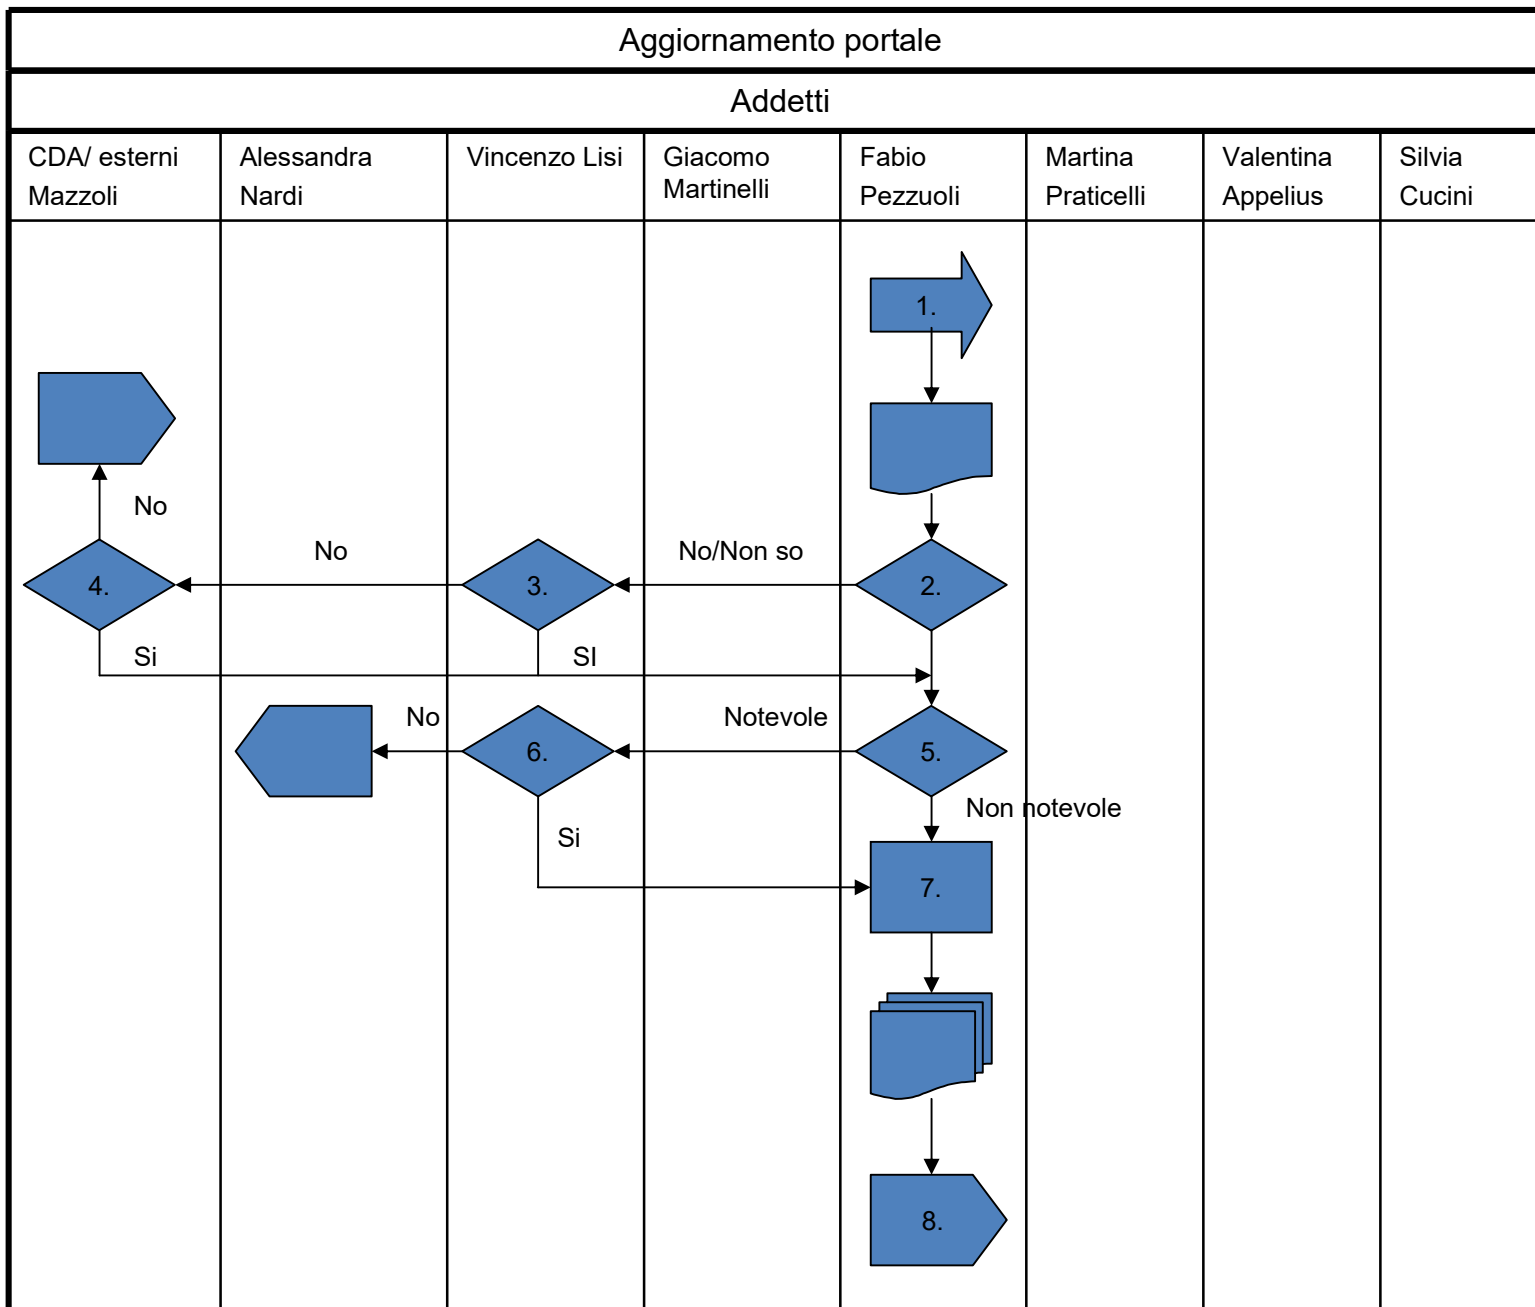 Aggiornamento portale
Addetti
CDA/ esterni
Mazzoli
Alessandra
Nardi
Vincenzo Lisi
Giacomo
Martinelli
Fabio
Pezzuoli
Martina
Praticelli
Valentina
Appelius
Silvia
Cucini
1.
No
No
No/Non so
4.
3.
2.
Si
SI
No
Notevole
6.
5.
Non notevole
Si
7.
8.